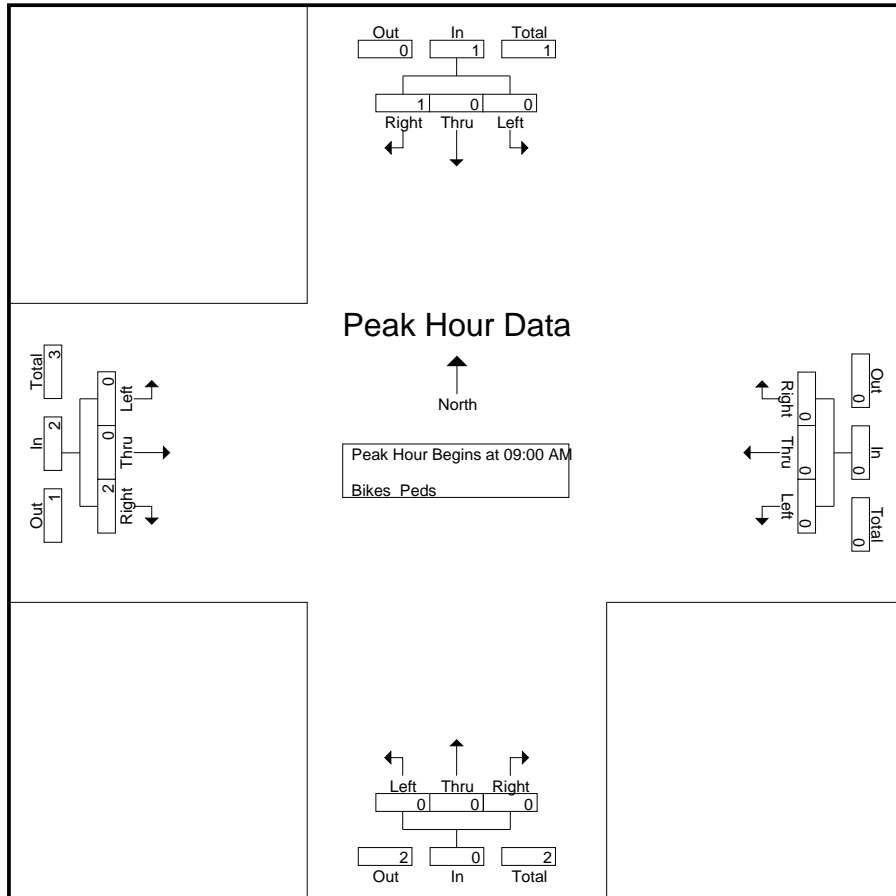 Out In Total
0 1 1
1 0 0
Right Thru Left
Peak Hour Data
North
Peak Hour Begins at 09:00 AM
Bikes Peds
Total In Out
3 2 1
0 0 2
Left Thru Right
Right Thru Left
0 0 0
Out In Total
0 0 0
Left Thru Right
0 0 0
2 0 2
Out In Total